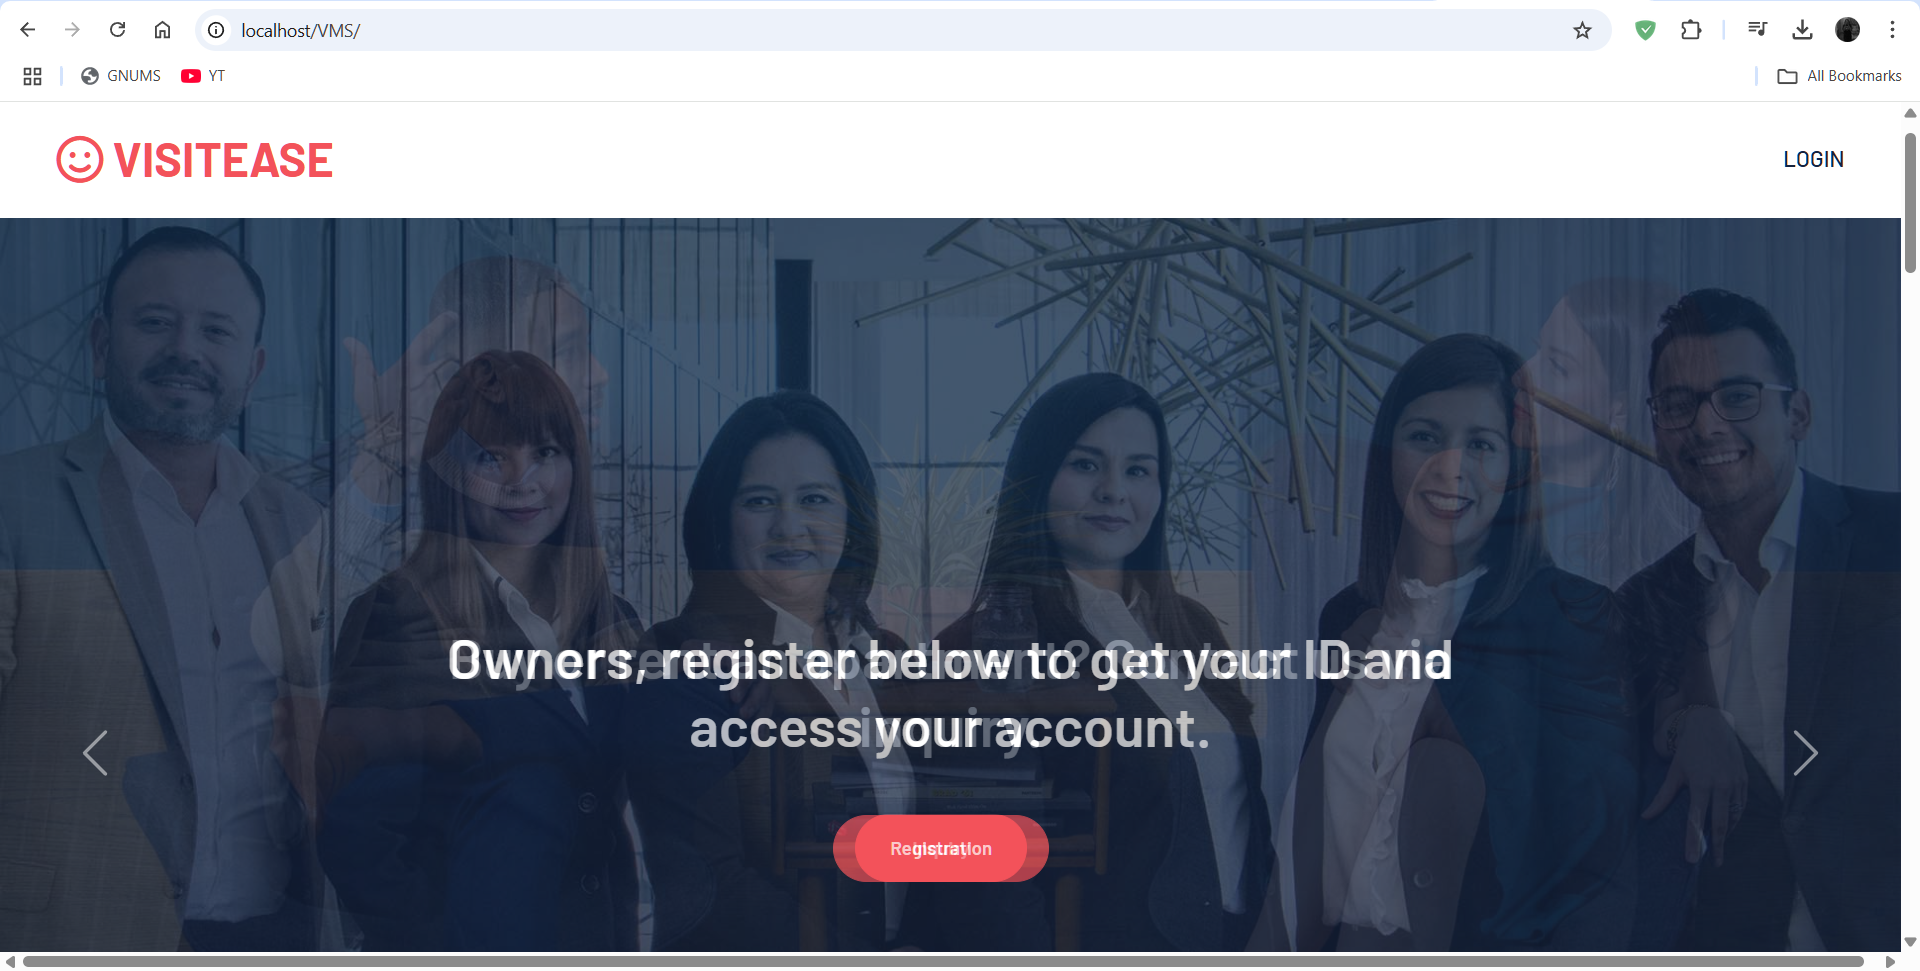 localhost/VMS/
GNUMS
YT
All Bookmarks
VISITEASE
LOGIN
Owners, register below to get your ID and
access your account.
Registration